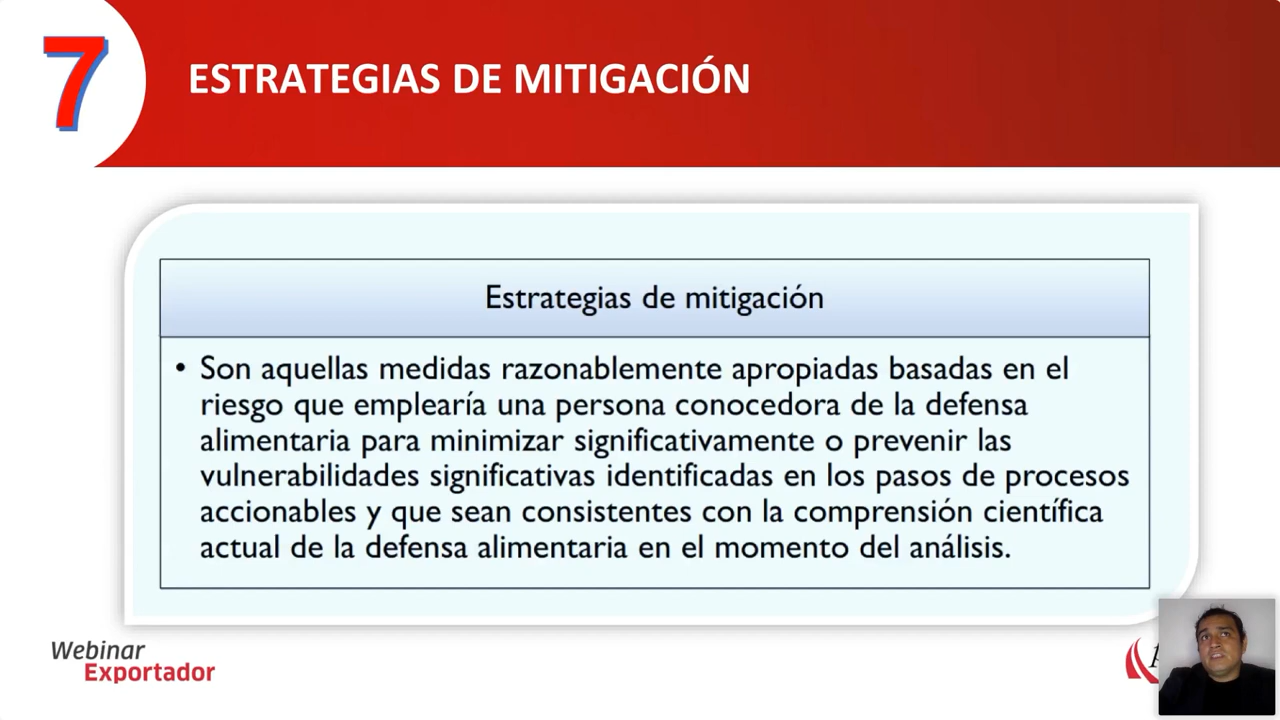 7
ESTRATEGIAS DE MITIGACIÓN
Estrategias de mitigación
• Son aquellas medidas razonablemente apropiadas basadas en el
riesgo que emplearía una persona conocedora de la defensa
alimentaria para minimizar significativamente o prevenir las
vulnerabilidades significativas identificadas en los pasos de procesos
accionables y que sean consistentes con la comprensión científica
actual de la defensa alimentaria en el momento del análisis.
Webinar
Exportador